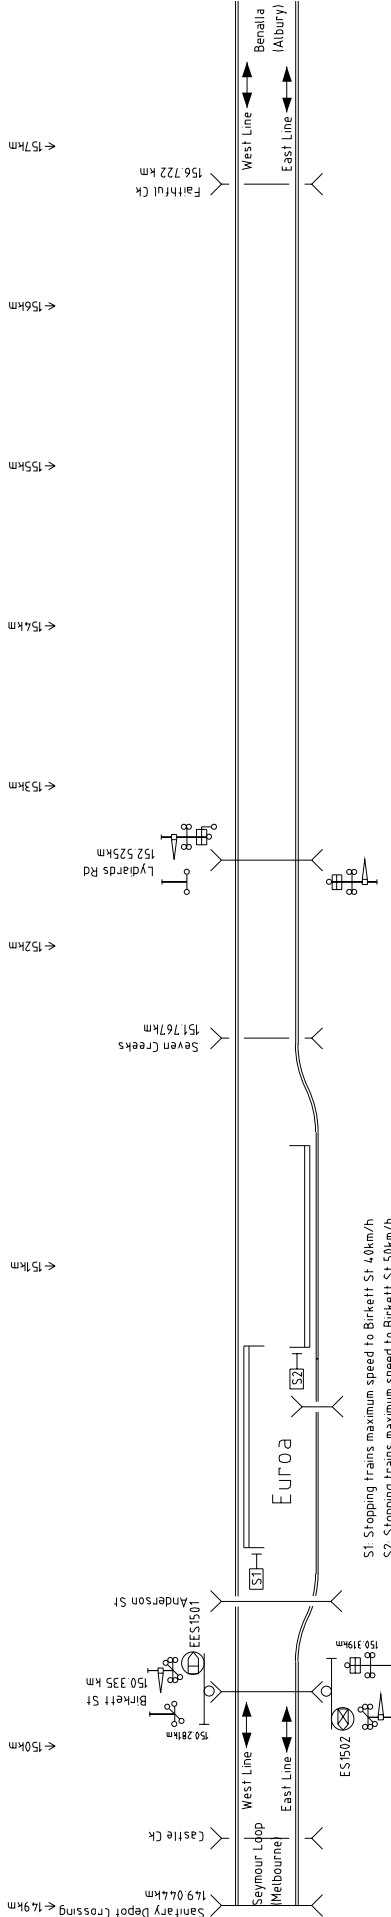 Benalla
(Albury)
West Line
East Line
157km
156.722 km
Faithful Ck
156km
155km
154km
153km
152.525km
Lydiards Rd
152km
151.767km
Seven Creeks
151km
S2
Euroa
S1
S1: Stopping trains maximum speed to Birkett St 40km/h
S2: Stopping trains maximum speed to Birkett St 50km/h
Anderson St
EES1501
150.335 km
Birkett St
150.281km
150.319km
ES1502
150km
West Line
East Line
Castle Ck
Seymour Loop
(Melbourne)
149.044km
Sanitary Depot Crossing
149km